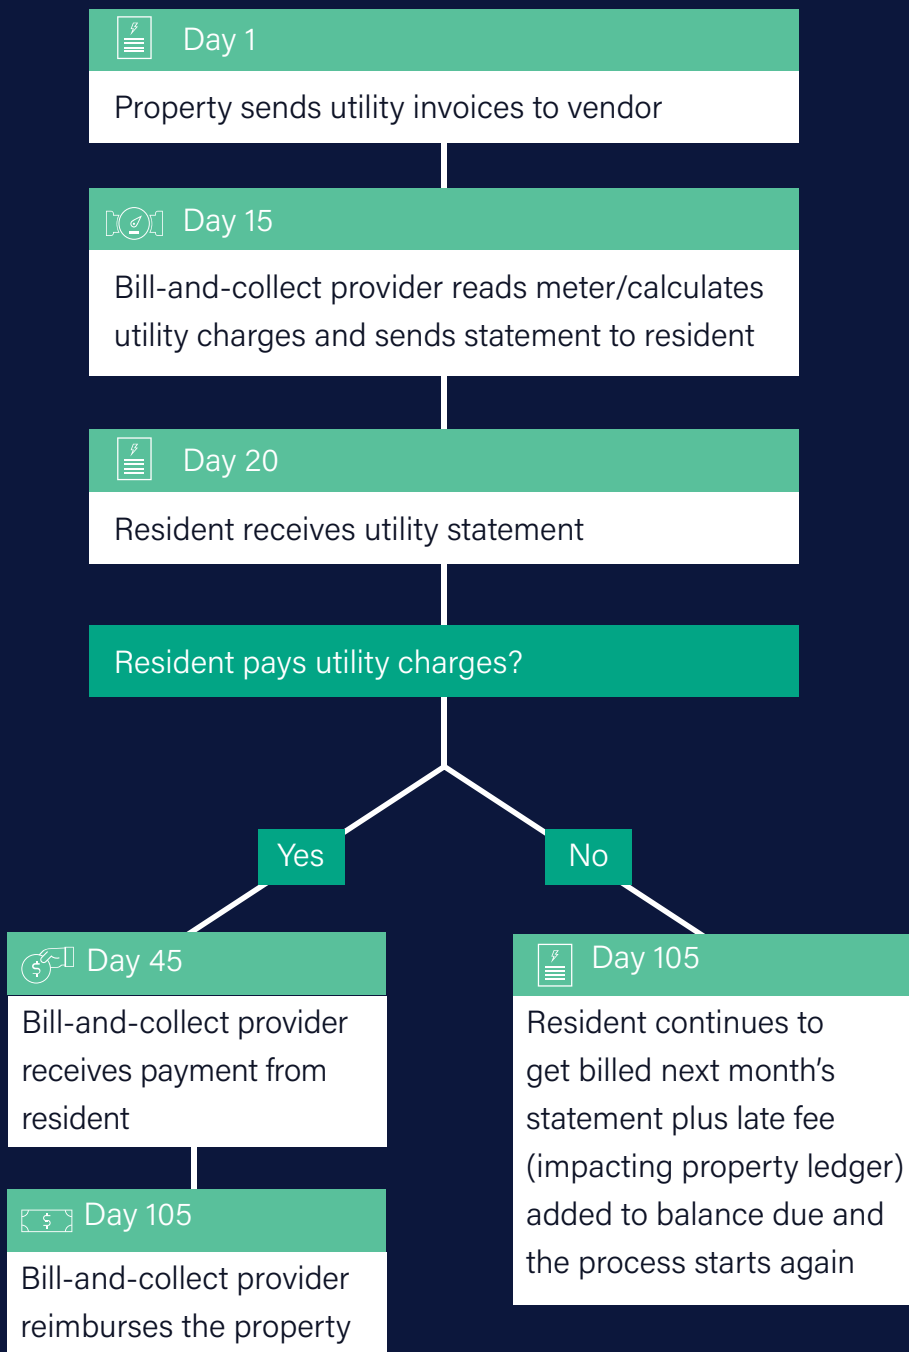 Day 1
Property sends utility invoices to vendor
Day 15
Bill-and-collect provider reads meter/calculates
utility charges and sends statement to resident
Day 20
Resident receives utility statement
Resident pays utility charges?
Yes
No
Day 45
Bill-and-collect provider
receives payment from
resident
Day 105
Bill-and-collect provider
reimburses the property
Day 105
Resident continues to
get billed next month's
statement plus late fee
(impacting property ledger)
added to balance due and
the process starts again